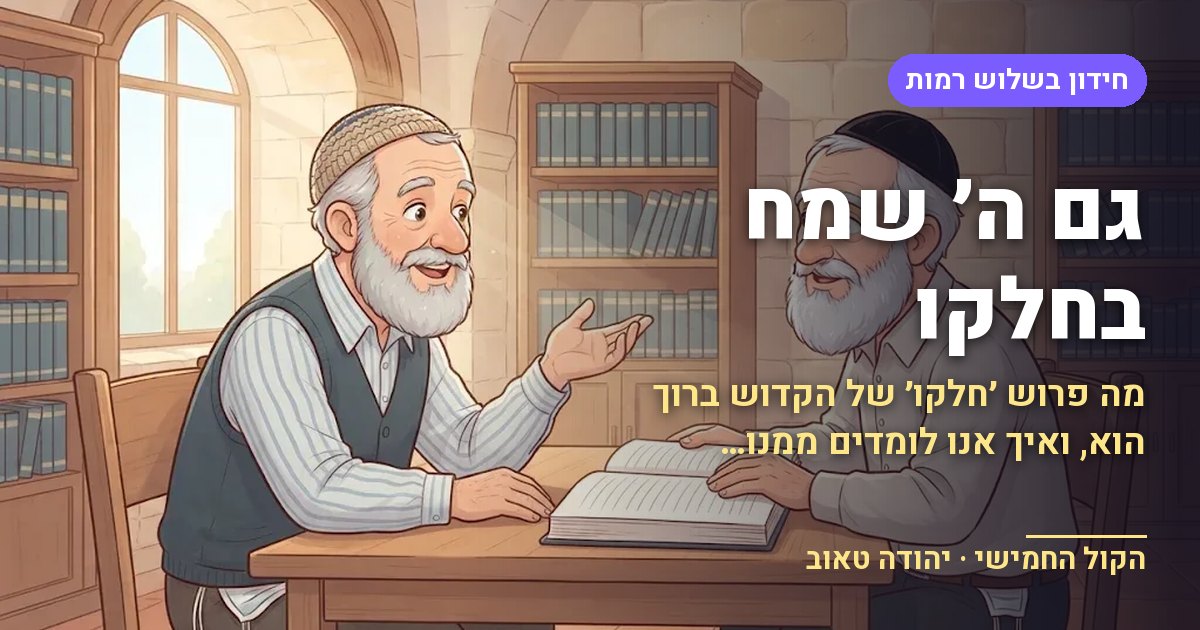 חידון בשלוש רמות
גם ה׳ שמח
בחלקו
מה פרוש ׳חלקו׳ של הקדוש ברוך
הוא, ואיך אנו לומדים ממנו...
הקול החמישי · יהודה טאוב